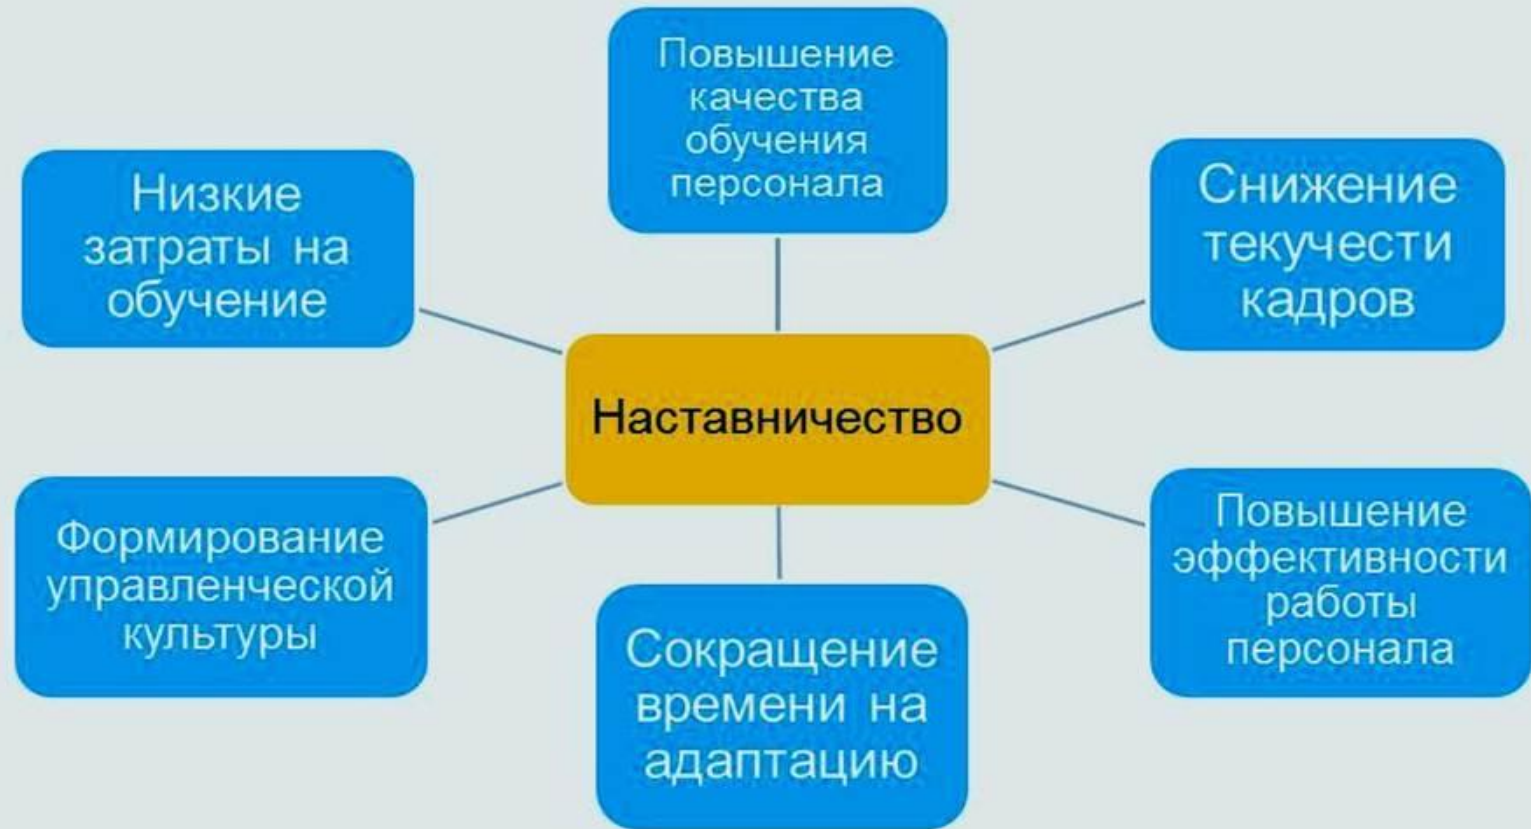 Повышение
качества
обучения
персонала
Низкие
затраты на
обучение
Снижение
текучести
кадров
Наставничество
Формирование
управленческой
культуры
Повышение
эффективности
работы
персонала
Сокращение
времени на
адаптацию